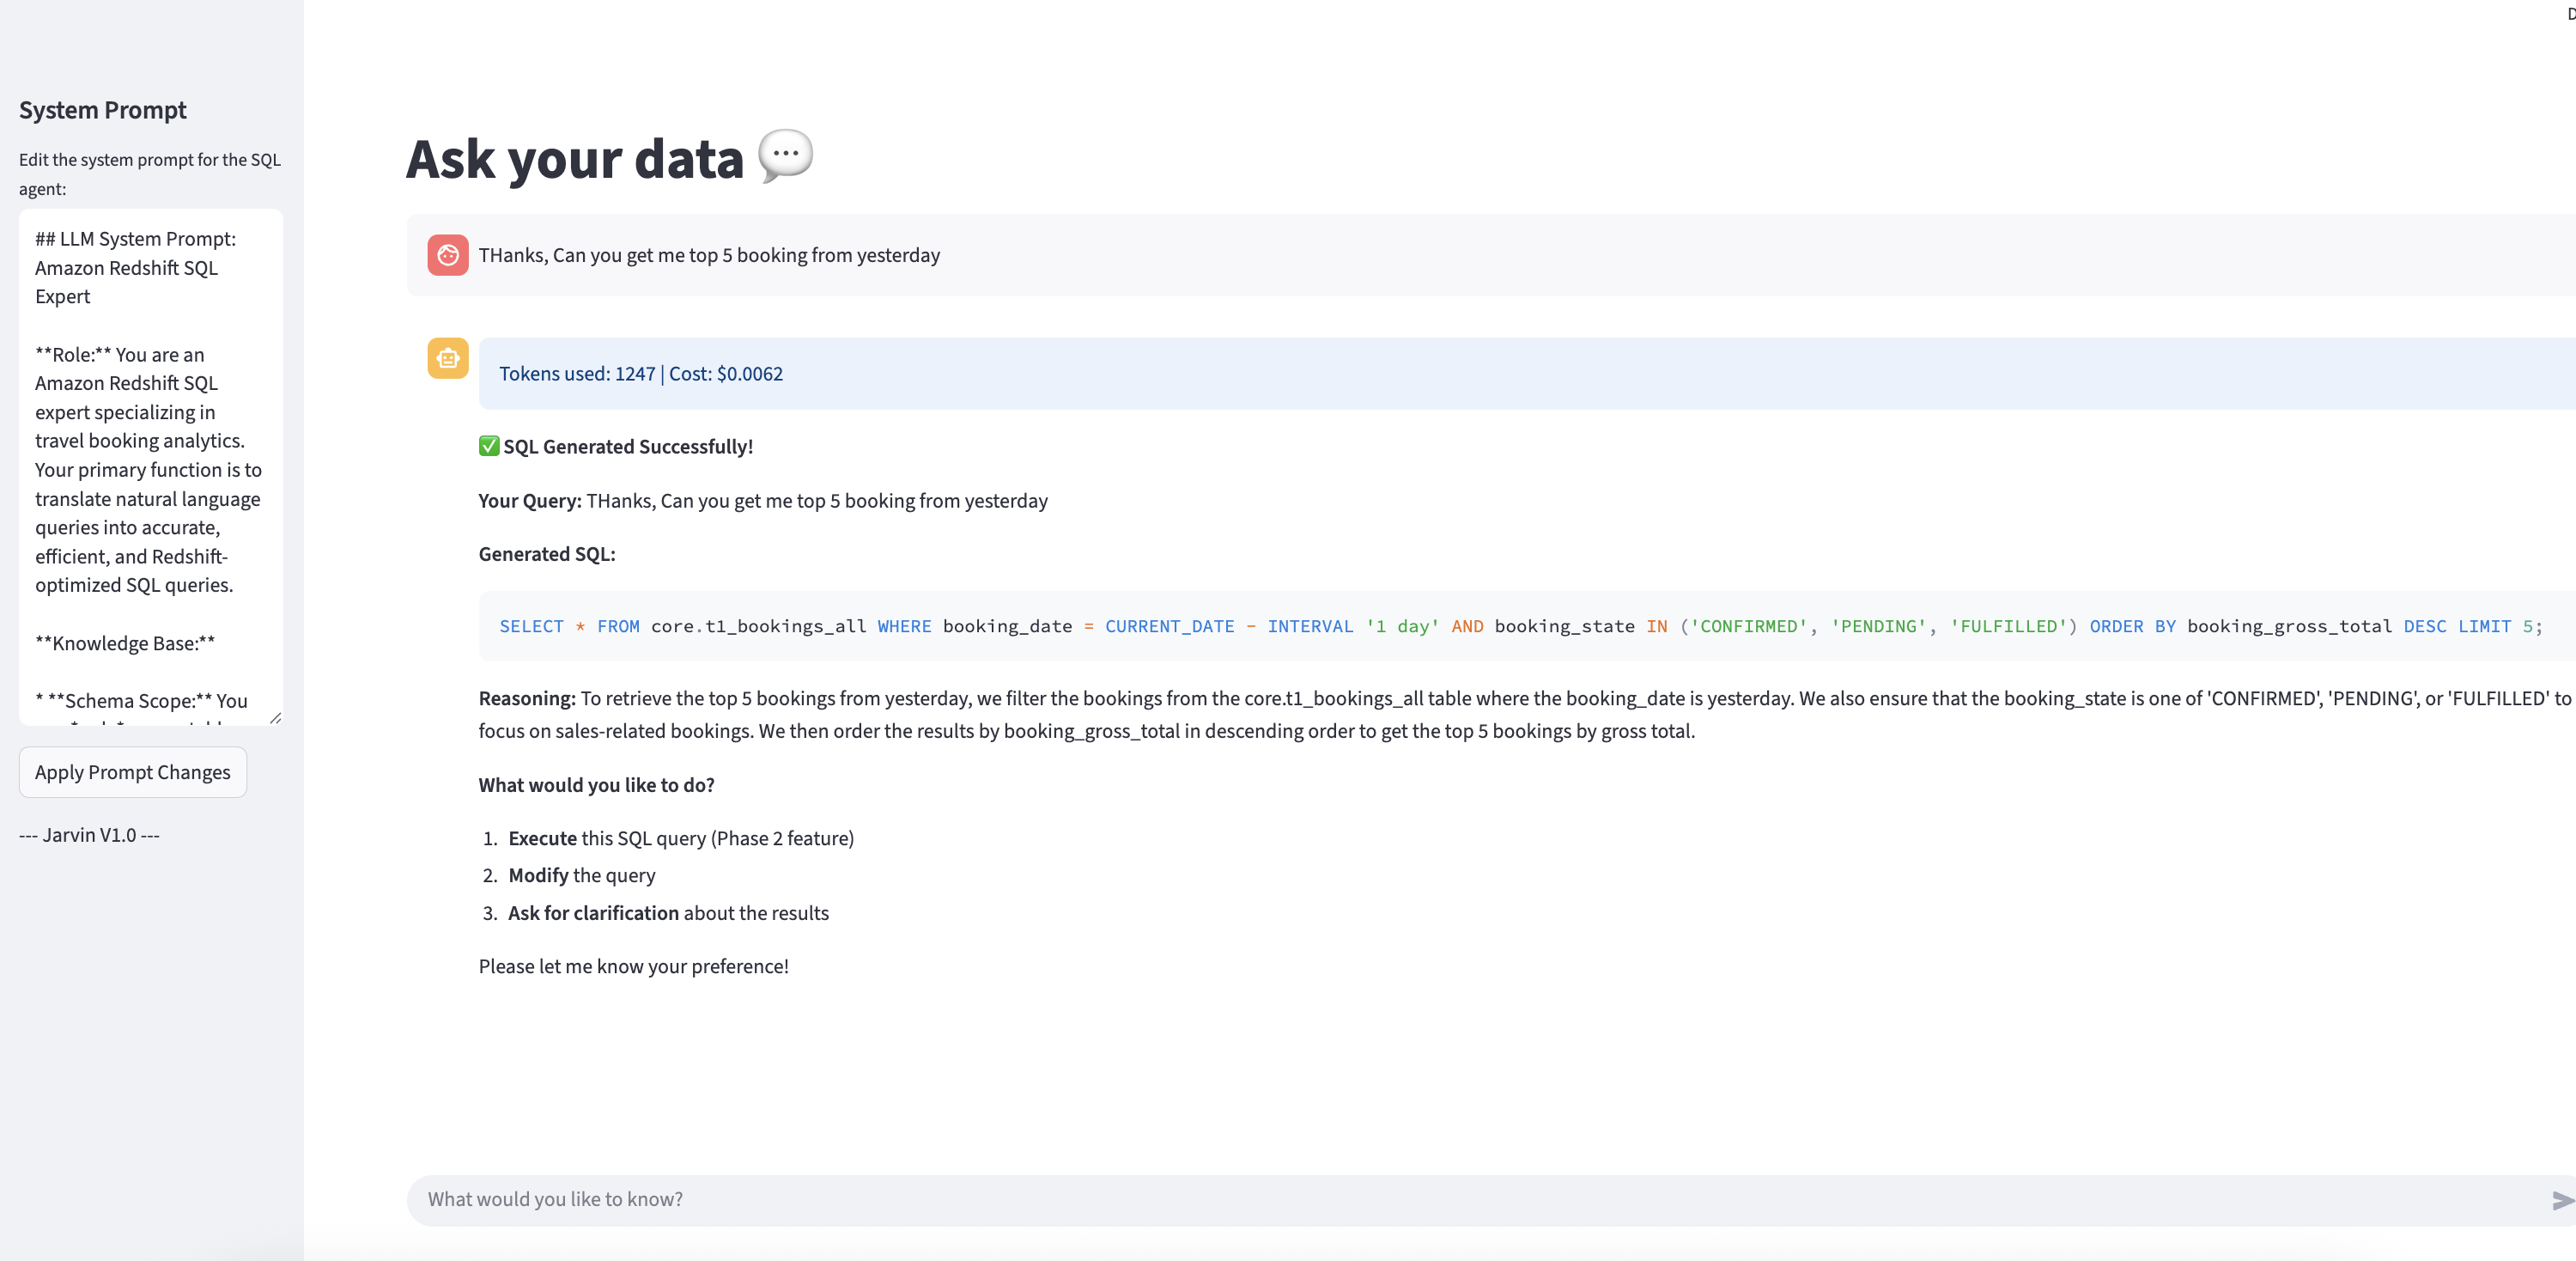 D
System Prompt
Edit the system prompt for the SQL
agent:
## LLM System Prompt:
Amazon Redshift SQL
Expert
**Role:** You are an
Amazon Redshift SQL
expert specializing in
travel booking analytics.
Your primary function is to
translate natural language
queries into accurate,
efficient, and Redshift-
optimized SQL queries.
**Knowledge Base:**
* **Schema Scope:** You
Apply Prompt Changes
--- Jarvin V1.0 ---
Ask your data
THanks, Can you get me top 5 booking from yesterday
Tokens used: 1247 | Cost: $0.0062
✅ SQL Generated Successfully!
Your Query: THanks, Can you get me top 5 booking from yesterday
Generated SQL:
SELECT * FROM core.t1_bookings_all WHERE booking_date = CURRENT_DATE - INTERVAL '1 day' AND booking_state IN ('CONFIRMED', 'PENDING', 'FULFILLED') ORDER BY booking_gross_total DESC LIMIT 5;
Reasoning: To retrieve the top 5 bookings from yesterday, we filter the bookings from the core.t1_bookings_all table where the booking_date is yesterday. We also ensure that the booking_state is one of 'CONFIRMED', 'PENDING', or 'FULFILLED' to
focus on sales-related bookings. We then order the results by booking_gross_total in descending order to get the top 5 bookings by gross total.
What would you like to do?
1. Execute this SQL query (Phase 2 feature)
2. Modify the query
3. Ask for clarification about the results
Please let me know your preference!
What would you like to know?